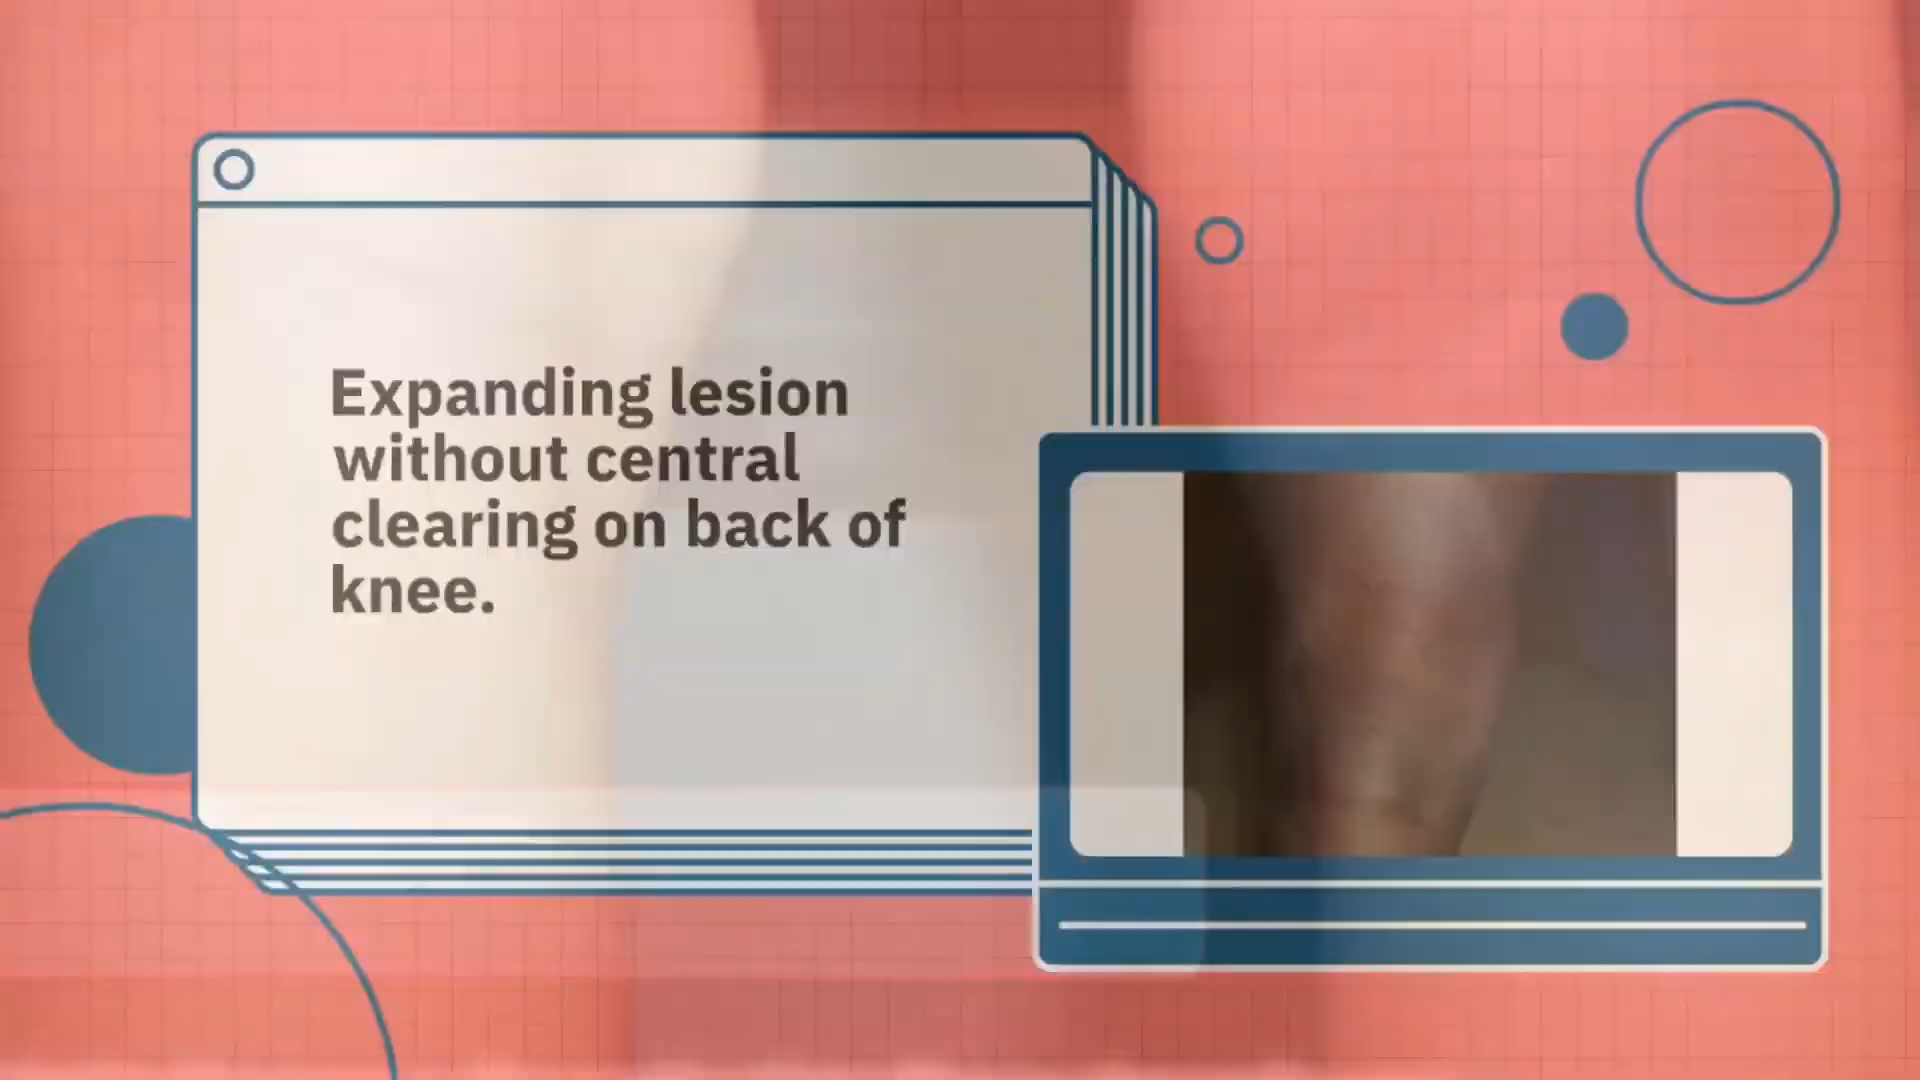 Expanding lesion
without central
clearing on back of
knee.